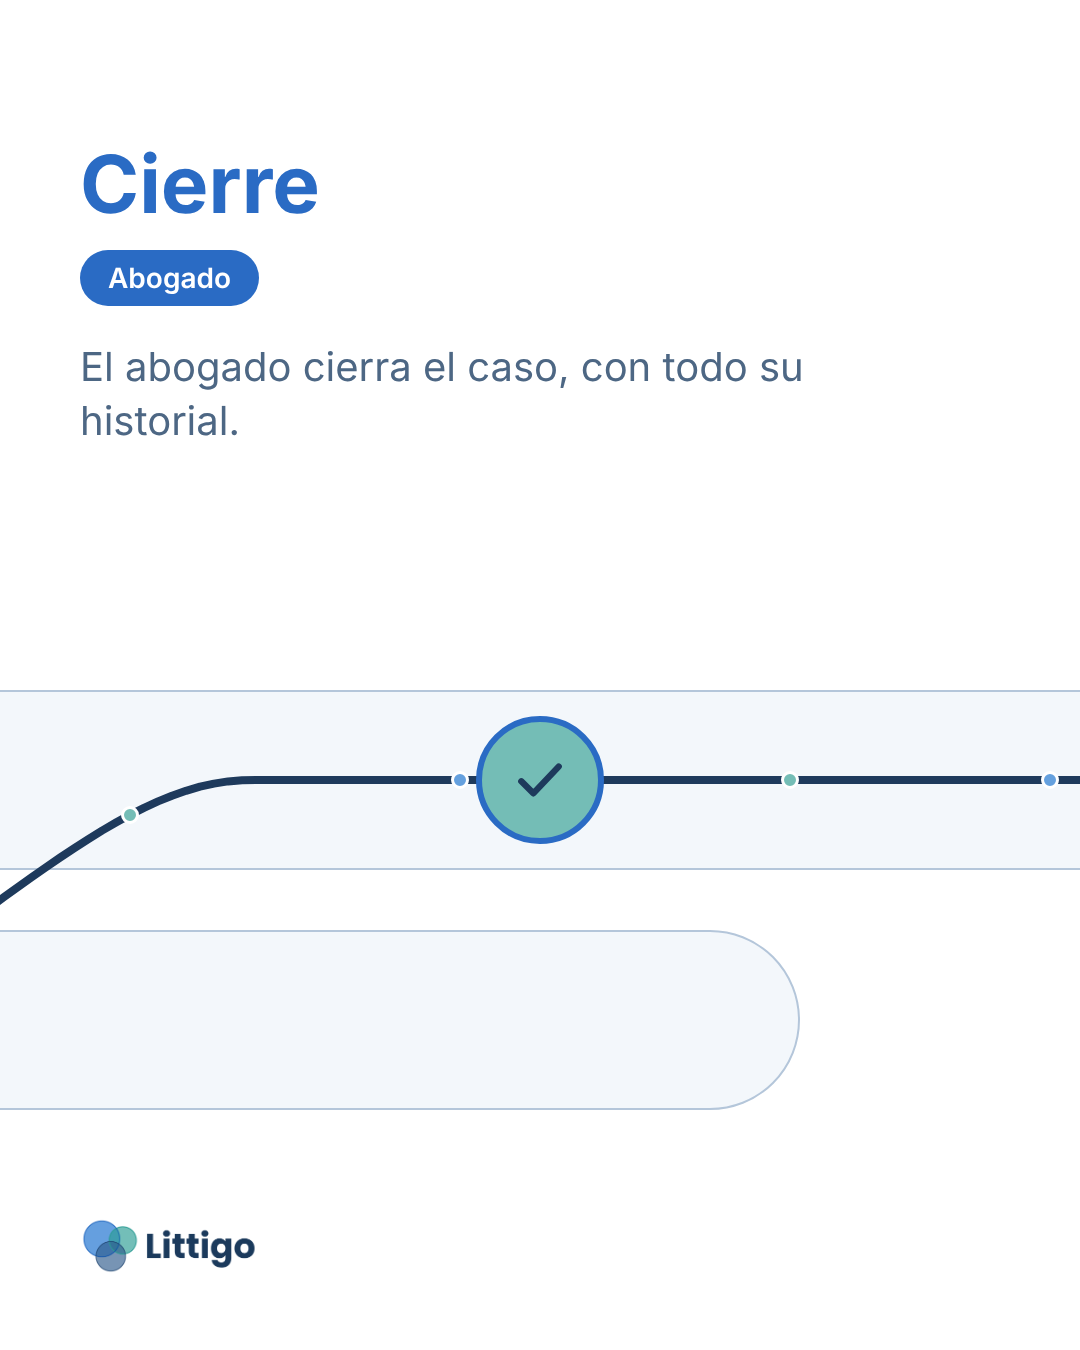 Cierre
Abogado
El abogado cierra el caso, con todo su
historial.
Littigo